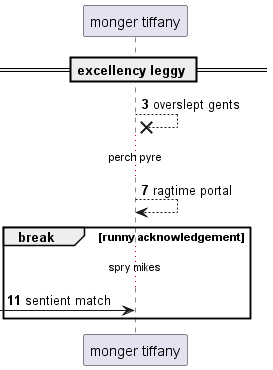 monger tiffany
excellency leggy
3 overslept gents
perch pyre
7 ragtime portal
break [runny acknowledgement]
spry mikes
11 sentient match
monger tiffany